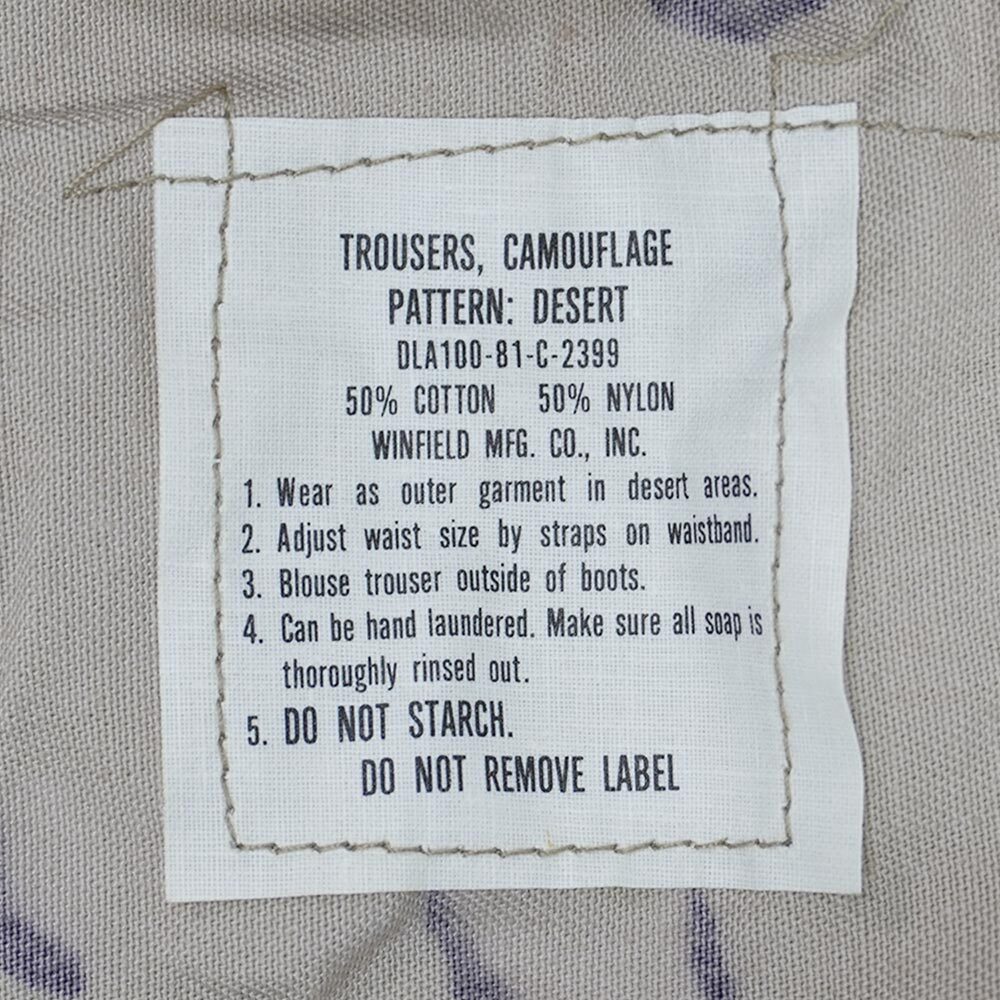 TROUSERS, CAMOUFLAGE
PATTERN: DESERT
DLA100-81-C-2399
50% COTTON 50% NYLON
WINFIELD MFG. CO., INC.
1. Wear as outer garment in desert areas.
2. Adjust waist size by straps on waistband.
3. Blouse trouser outside of boots.
4. Can be hand laundered. Make sure all soap is
thoroughly rinsed out.
5. DO NOT STARCH.
DO NOT REMOVE LABEL